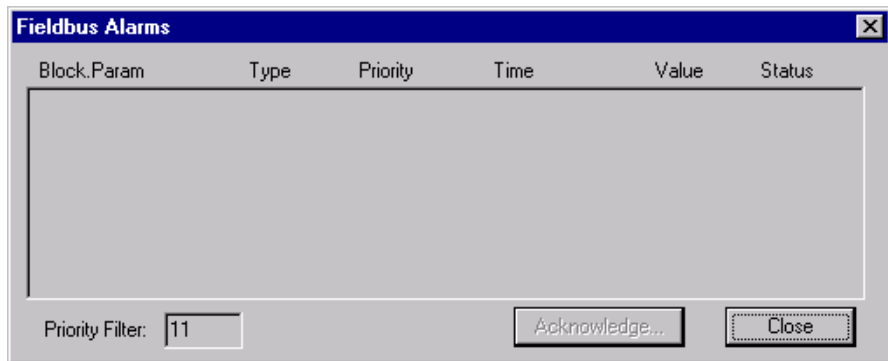 Fieldbus Alarms
Block.Param Type Priority Time Value Status
Priority Filter: 11 Acknowledge... Close